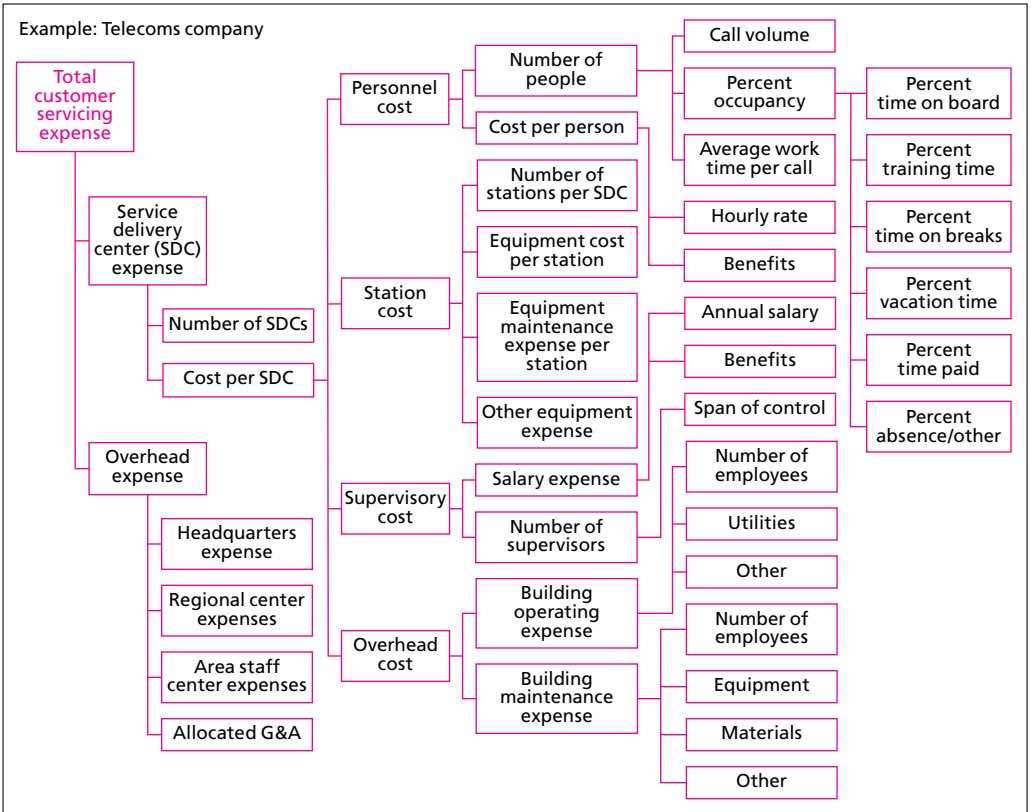 Example: Telecoms company
Total
customer
servicing
expense
Service
delivery
center (SDC)
expense
Number of SDCs
Cost per SDC
Overhead
expense
Headquarters
expense
Regional center
expenses
Area staff
center expenses
Allocated G&A
Personnel
cost
Station
cost
Supervisory
cost
Overhead
cost
Number of
people
Cost per person
Number of
stations per SDC
Equipment cost
per station
Equipment
maintenance
expense per
station
Other equipment
expense
Salary expense
Number of
supervisors
Building
operating
expense
Building
maintenance
expense
Call volume
Percent
occupancy
Average work
time per call
Hourly rate
Benefits
Annual salary
Benefits
Span of control
Number of
employees
Utilities
Other
Number of
employees
Equipment
Materials
Other
Percent
time on board
Percent
training time
Percent
time on breaks
Percent
vacation time
Percent
time paid
Percent
absence/other